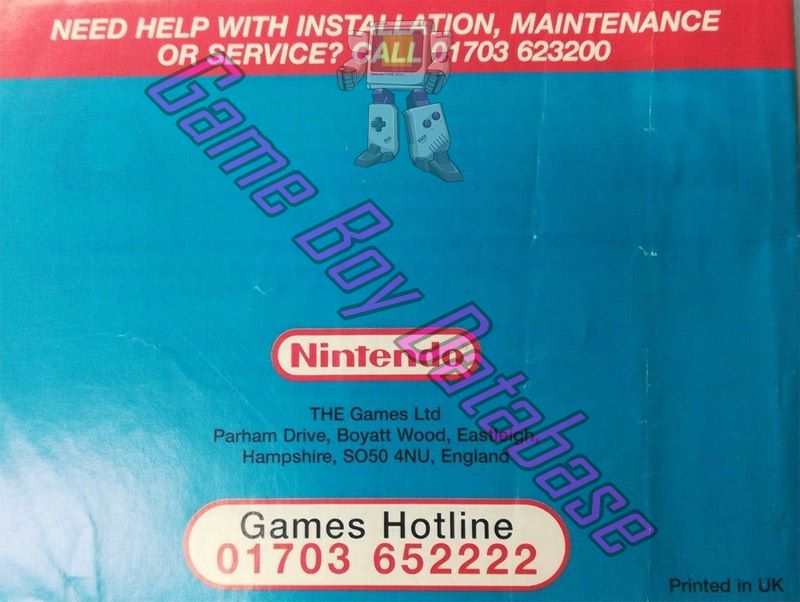 NEED HELP WITH INSTALLATION, MAINTENANCE
OR SERVICE? CALL 01703 623200
Game Boy Database
Nintendo
THE Games Ltd
Parham Drive, Boyatt Wood, Eastleigh,
Hampshire, SO50 4NU, England
Games Hotline
01703 652222
Printed in UK